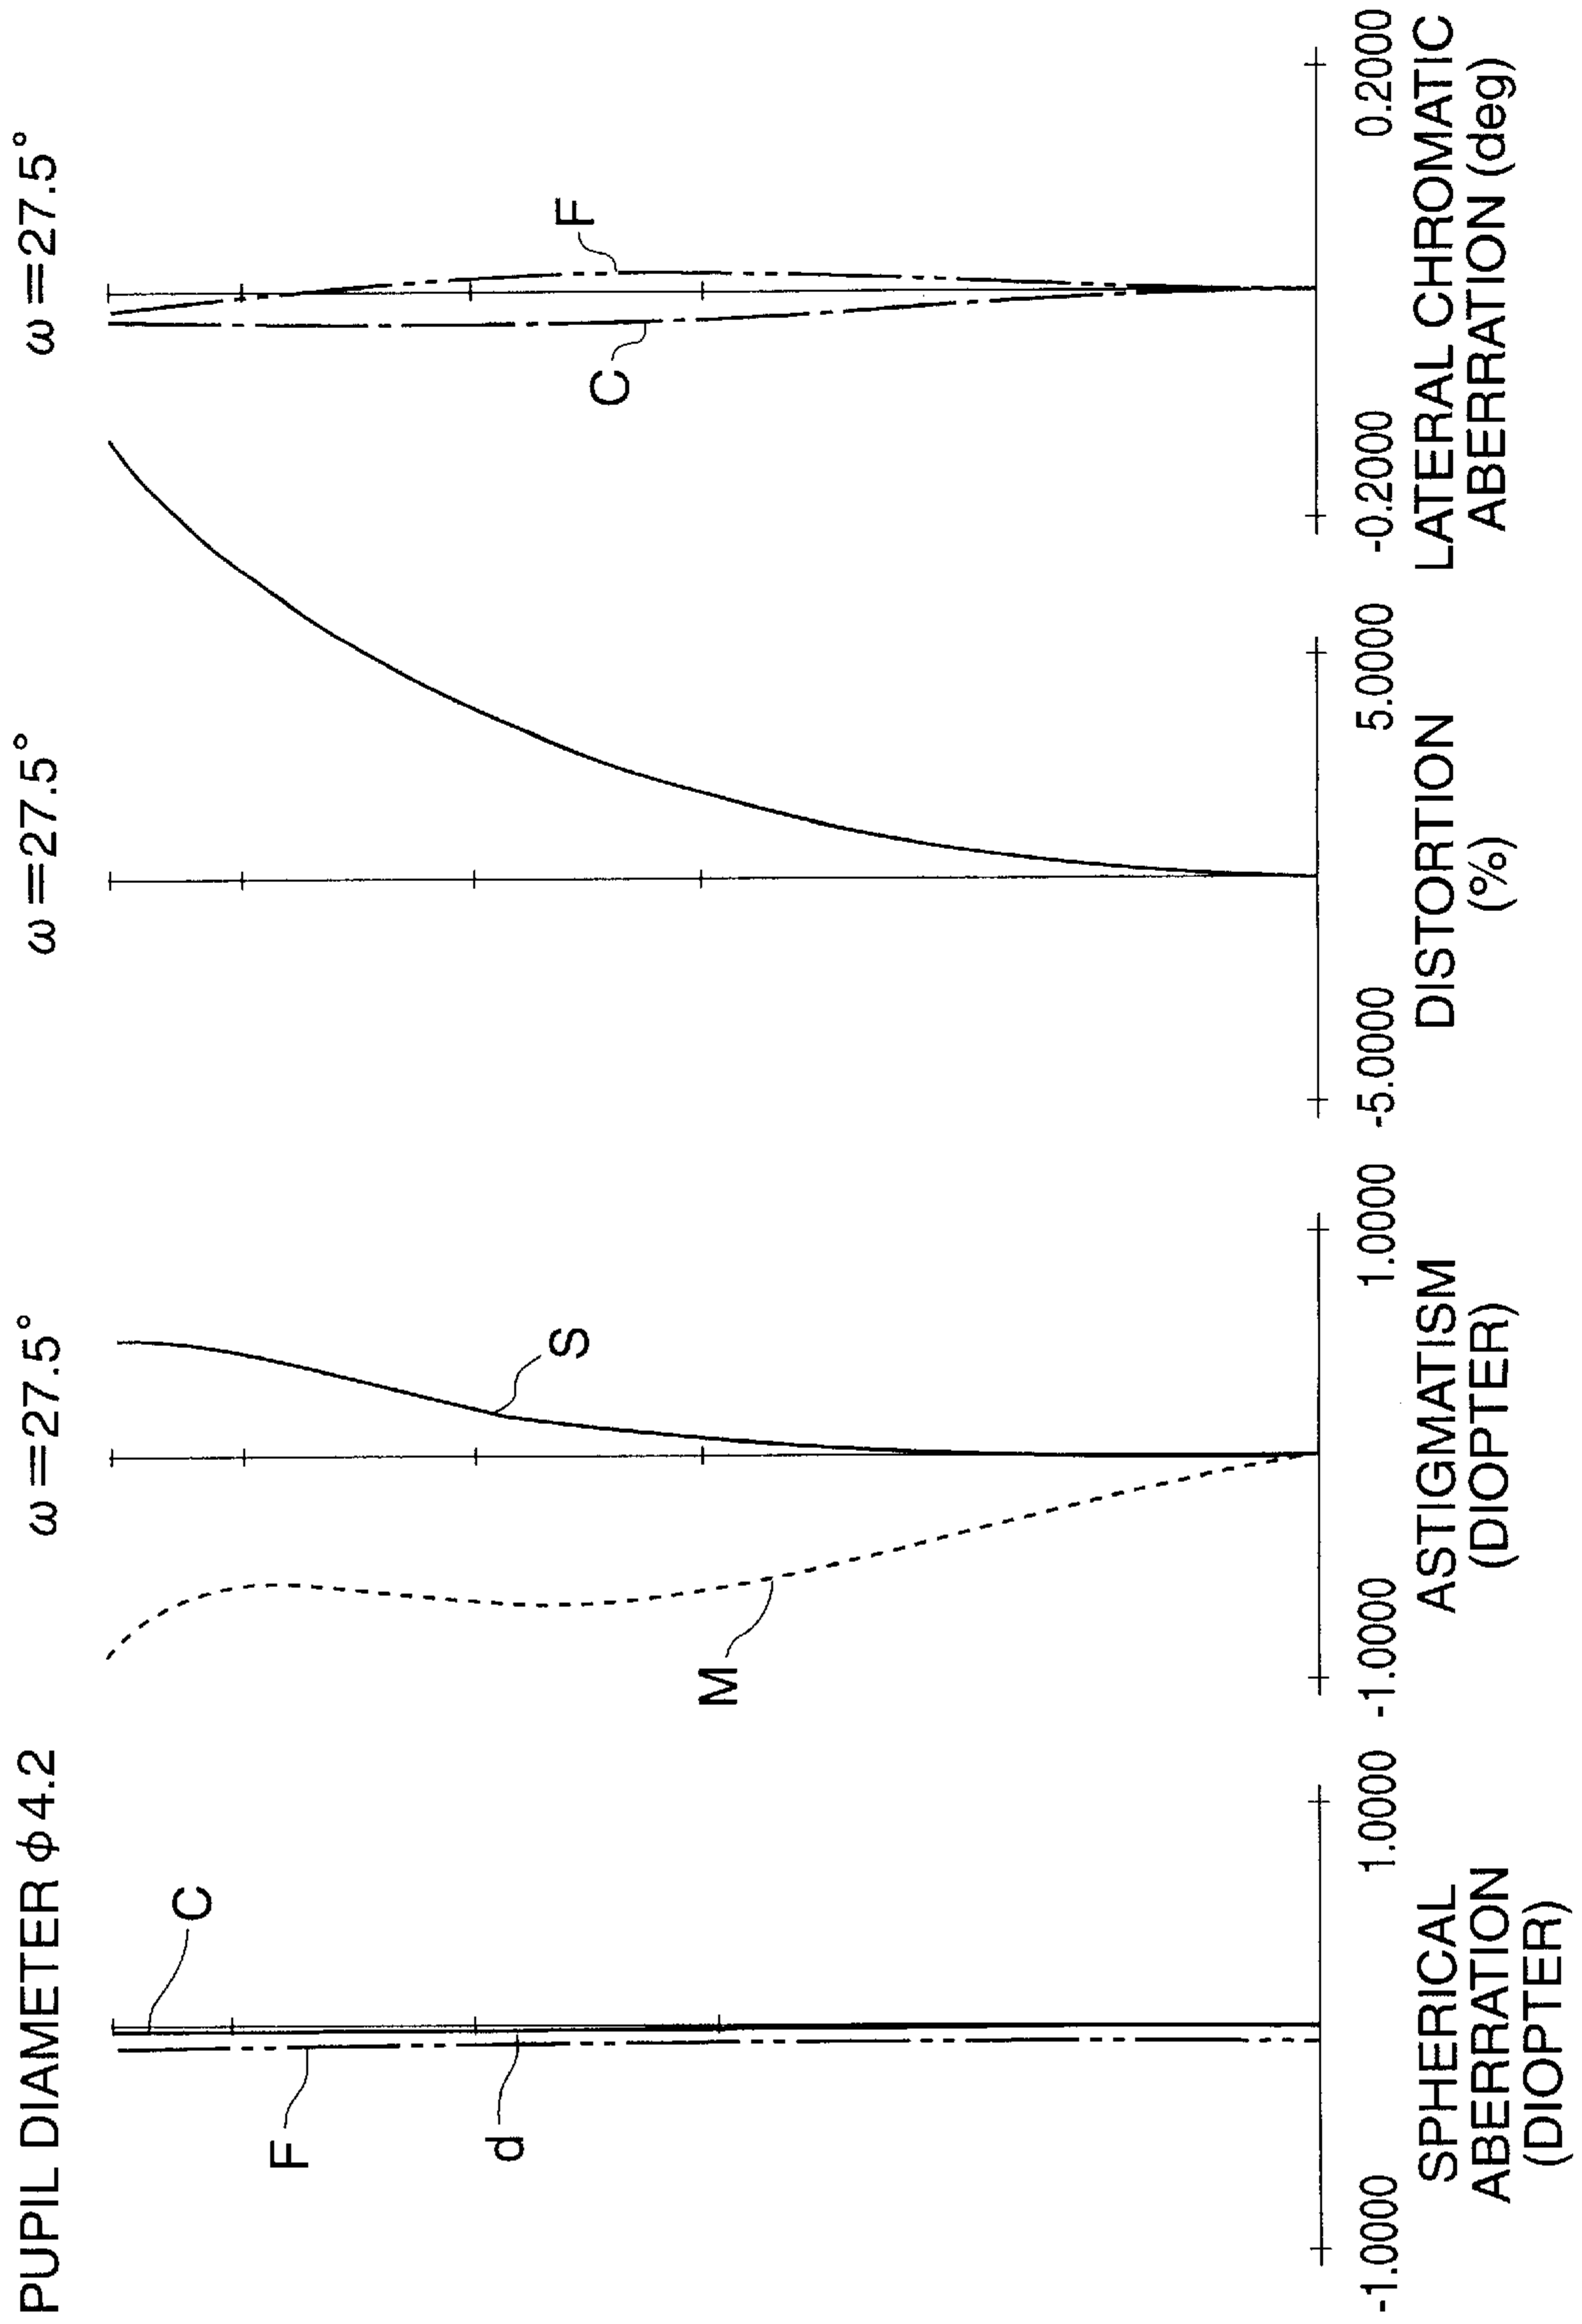 PUPIL DIAMETER φ4.2
F
d
C
-1.0000
1.0000
SPHERICAL
ABERRATION
(DIOPTER)
ω=27.5°
M
S
-1.0000
1.0000
ASTIGMATISM
(DIOPTER)
ω=27.5°
-5.0000
5.0000
DISTORTION
(%)
ω=27.5°
C
F
-0.2000
0.2000
LATERAL CHROMATIC
ABERRATION (deg)